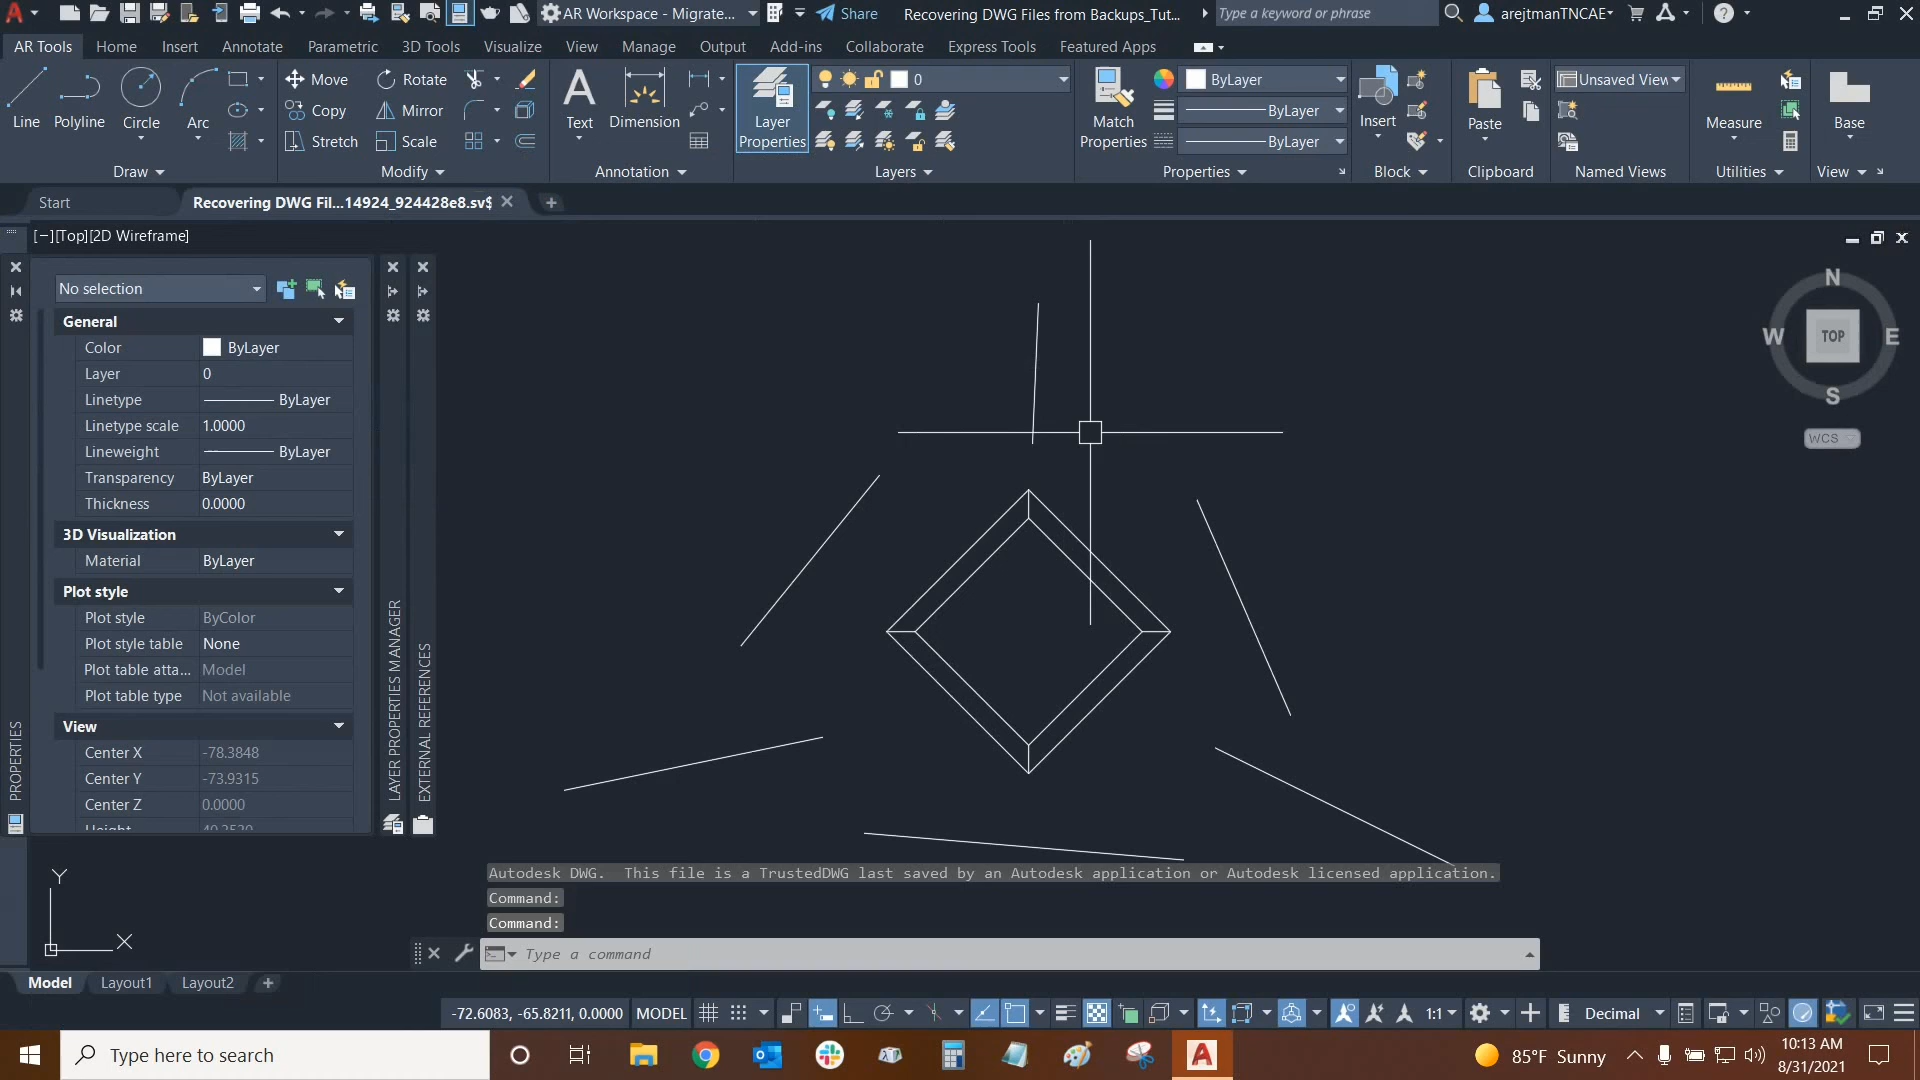 AR Workspace - Migrate...
Share
Recovering DWG Files from Backups_Tut...
Type a keyword or phrase
arejtmanTNCAE
AR Tools
Home
Insert
Annotate
Parametric
3D Tools
Visualize
View
Manage
Output
Add-ins
Collaborate
Express Tools
Featured Apps
Line
Polyline
Circle
Arc
Draw
Move
Rotate
Copy
Mirror
Stretch
Scale
Modify
Text
Dimension
Annotation
Layer
Properties
0
Layers
Match
Properties
ByLayer
ByLayer
ByLayer
Properties
Insert
Block
Paste
Clipboard
Unsaved View
Named Views
Measure
Utilities
Base
View
Start
Recovering DWG Fil...14924_924428e8.sv$
[−][Top][2D Wireframe]
N
W
TOP
E
S
WCS
No selection
General
Color ByLayer
Layer 0
Linetype ByLayer
Linetype scale 1.0000
Lineweight ByLayer
Transparency ByLayer
Thickness 0.0000
3D Visualization
Material ByLayer
Plot style
Plot style ByColor
Plot style table None
Plot table atta... Model
Plot table type Not available
View
Center X -78.3848
Center Y -73.9315
Center Z 0.0000
PROPERTIES
LAYER PROPERTIES MANAGER
EXTERNAL REFERENCES
Y
X
Autodesk DWG.  This file is a TrustedDWG last saved by an Autodesk application or Autodesk licensed application.
Command:
Command:
Type a command
Model
Layout1
Layout2
-72.6083, -65.8211, 0.0000
MODEL
1:1
Decimal
Type here to search
85°F Sunny
10:13 AM
8/31/2021